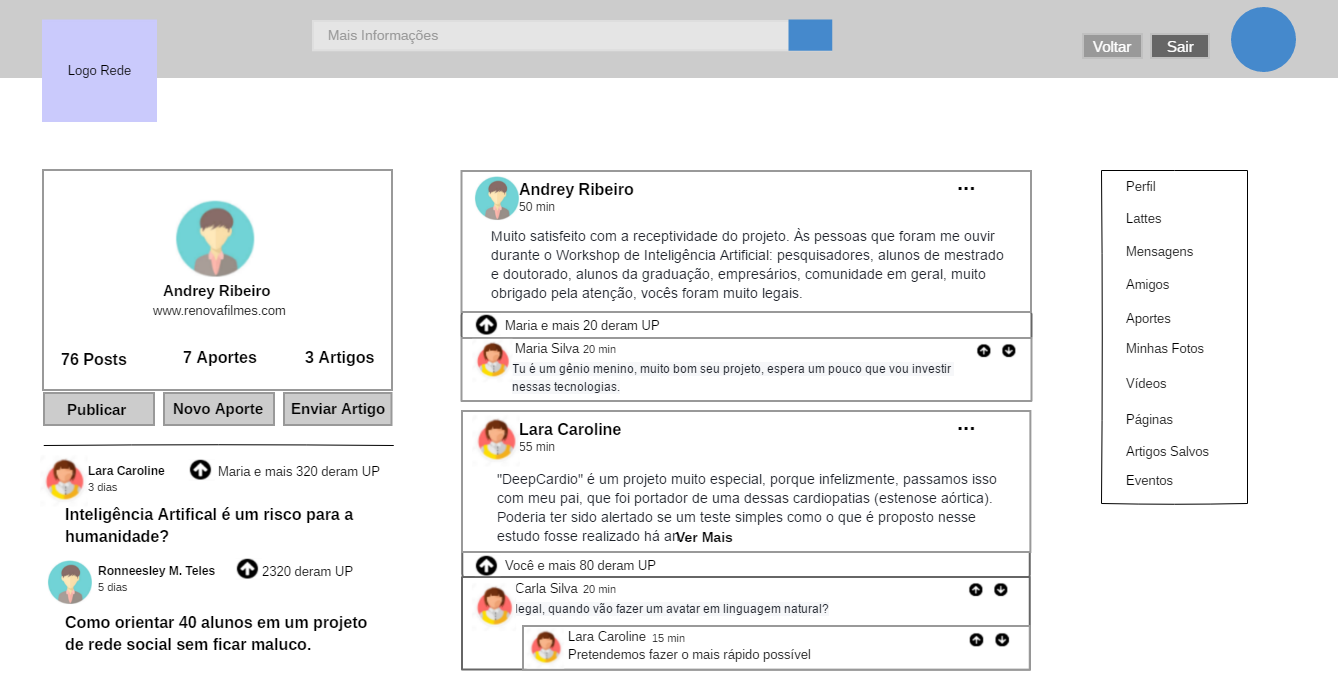 Logo Rede
Mais Informações
Voltar
Sair
Andrey Ribeiro
www.renovafilmes.com
76 Posts
7 Aportes
3 Artigos
Publicar
Novo Aporte
Enviar Artigo
Lara Caroline
3 dias
Maria e mais 320 deram UP
Inteligência Artifical é um risco para a
humanidade?
Ronneesley M. Teles
5 dias
2320 deram UP
Como orientar 40 alunos em um projeto
de rede social sem ficar maluco.
Andrey Ribeiro
...
50 min
Muito satisfeito com a receptividade do projeto. Às pessoas que foram me ouvir
durante o Workshop de Inteligência Artificial: pesquisadores, alunos de mestrado
e doutorado, alunos da graduação, empresários, comunidade em geral, muito
obrigado pela atenção, vocês foram muito legais.
Maria e mais 20 deram UP
Maria Silva 20 min
Tu é um gênio menino, muito bom seu projeto, espera um pouco que vou investir
nessas tecnologias.
Lara Caroline
...
55 min
"DeepCardio" é um projeto muito especial, porque infelizmente, passamos isso
com meu pai, que foi portador de uma dessas cardiopatias (estenose aórtica).
Poderia ter sido alertado se um teste simples como o que é proposto nesse
estudo fosse realizado há Ver Mais
Você e mais 80 deram UP
Carla Silva 20 min
legal, quando vão fazer um avatar em linguagem natural?
Lara Caroline 15 min
Pretendemos fazer o mais rápido possível
Perfil
Lattes
Mensagens
Amigos
Aportes
Minhas Fotos
Vídeos
Páginas
Artigos Salvos
Eventos